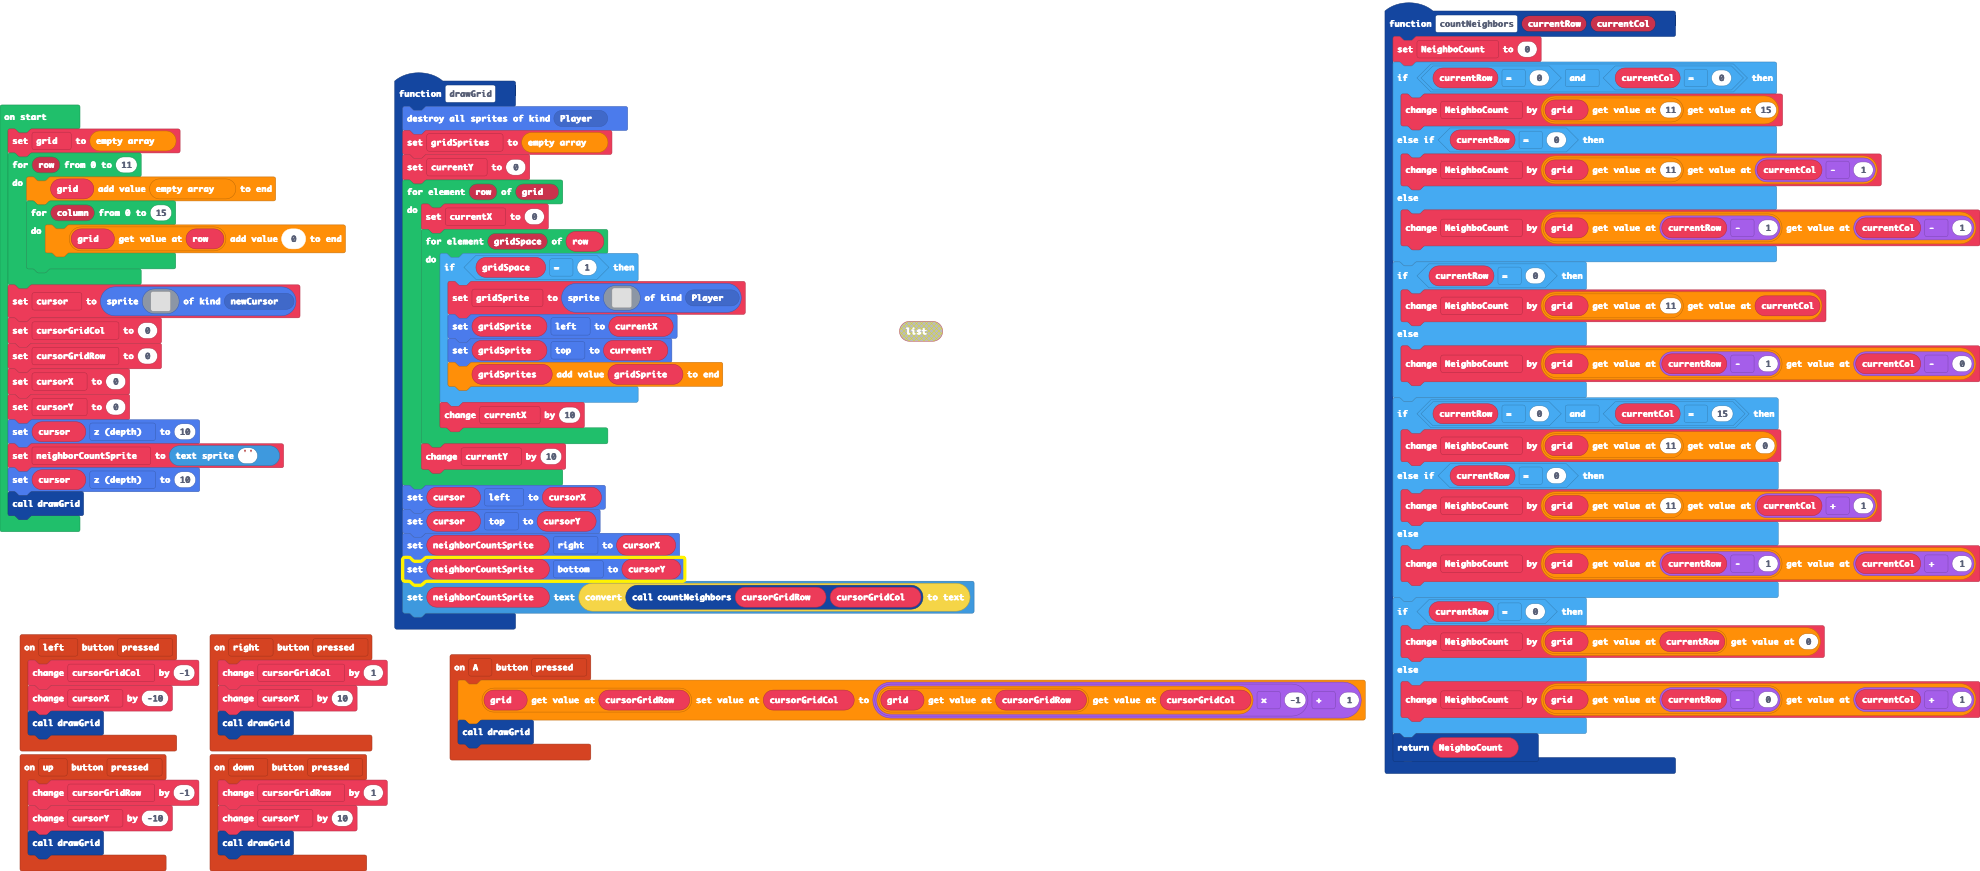 on start
set grid to empty array
for row from 0 to 11
do grid add value empty array to end
for column from 0 to 15
do grid get value at row add value 0 to end
set cursor to sprite of kind newCursor
set cursorGridCol to 0
set cursorGridRow to 0
set cursorX to 0
set cursorY to 0
set cursor z (depth) to 10
set neighborCountSprite to text sprite " "
set cursor z (depth) to 10
call drawGrid
function drawGrid
destroy all sprites of kind Player
set gridSprites to empty array
set currentY to 0
for element row of grid
do set currentX to 0
for element gridSpace of row
do if gridSpace = 1 then
set gridSprite to sprite of kind Player
set gridSprite left to currentX
set gridSprite top to currentY
gridSprites add value gridSprite to end
change currentX by 10
change currentY by 10
set cursor left to cursorX
set cursor top to cursorY
set neighborCountSprite right to cursorX
set neighborCountSprite bottom to cursorY
set neighborCountSprite text convert call countNeighbors cursorGridRow cursorGridCol to text
list
function countNeighbors currentRow currentCol
set NeighboCount to 0
if currentRow = 0 and currentCol = 0 then
change NeighboCount by grid get value at 11 get value at 15
else if currentRow = 0 then
change NeighboCount by grid get value at 11 get value at currentCol - 1
else
change NeighboCount by grid get value at currentRow - 1 get value at currentCol - 1
if currentRow = 0 then
change NeighboCount by grid get value at 11 get value at currentCol
else
change NeighboCount by grid get value at currentRow - 1 get value at currentCol - 0
if currentRow = 0 and currentCol = 15 then
change NeighboCount by grid get value at 11 get value at 0
else if currentRow = 0 then
change NeighboCount by grid get value at 11 get value at currentCol + 1
else
change NeighboCount by grid get value at currentRow - 1 get value at currentCol + 1
if currentRow = 0 then
change NeighboCount by grid get value at currentRow get value at 0
else
change NeighboCount by grid get value at currentRow - 0 get value at currentCol + 1
return NeighboCount
on left button pressed
change cursorGridCol by -1
change cursorX by -10
call drawGrid
on right button pressed
change cursorGridCol by 1
change cursorX by 10
call drawGrid
on up button pressed
change cursorGridRow by -1
change cursorY by -10
call drawGrid
on down button pressed
change cursorGridRow by 1
change cursorY by 10
call drawGrid
on A button pressed
grid get value at cursorGridRow set value at cursorGridCol to grid get value at cursorGridRow get value at cursorGridCol × -1 + 1
call drawGrid